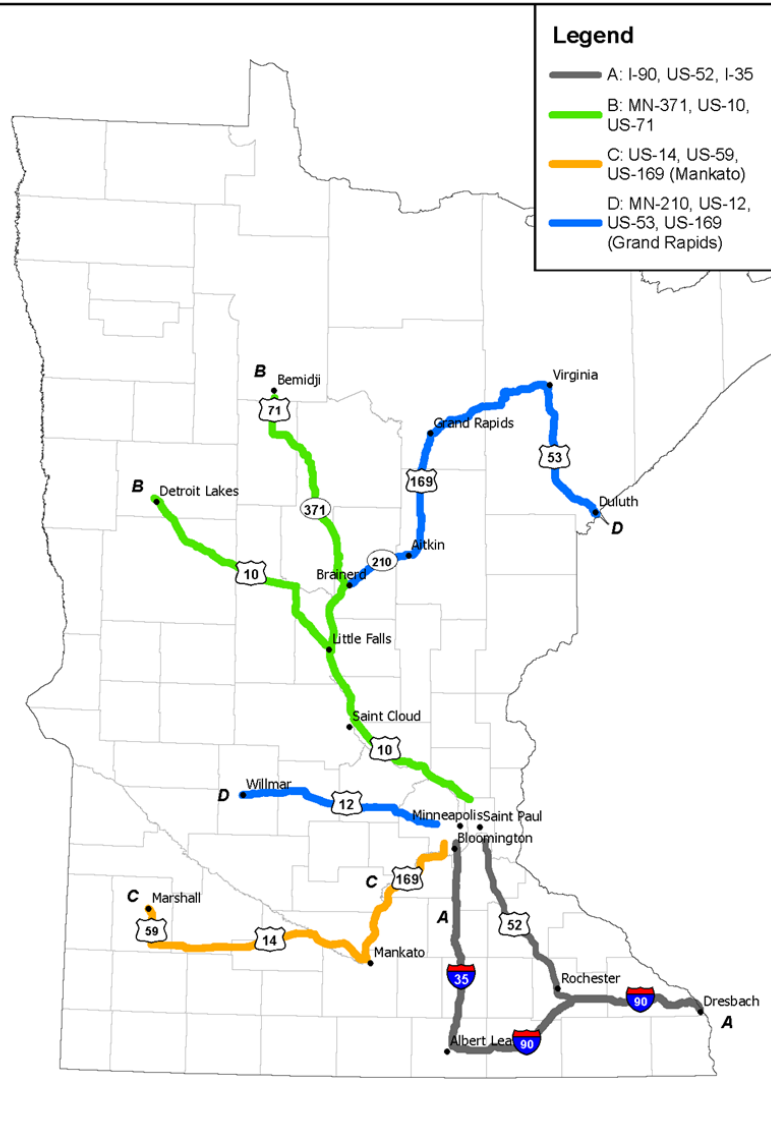 Legend
A: I-90, US-52, I-35
B: MN-371, US-10,
US-71
C: US-14, US-59,
US-169 (Mankato)
D: MN-210, US-12,
US-53, US-169
(Grand Rapids)
B
Bemidji
71
Virginia
Grand Rapids
53
169
B
Detroit Lakes
371
Duluth
D
Aitkin
210
10
Brainerd
Little Falls
Saint Cloud
10
D
Willmar
12
Minneapolis
Saint Paul
Bloomington
C
169
C
Marshall
59
14
A
52
Mankato
35
Rochester
90
Dresbach
A
Albert Lea
90